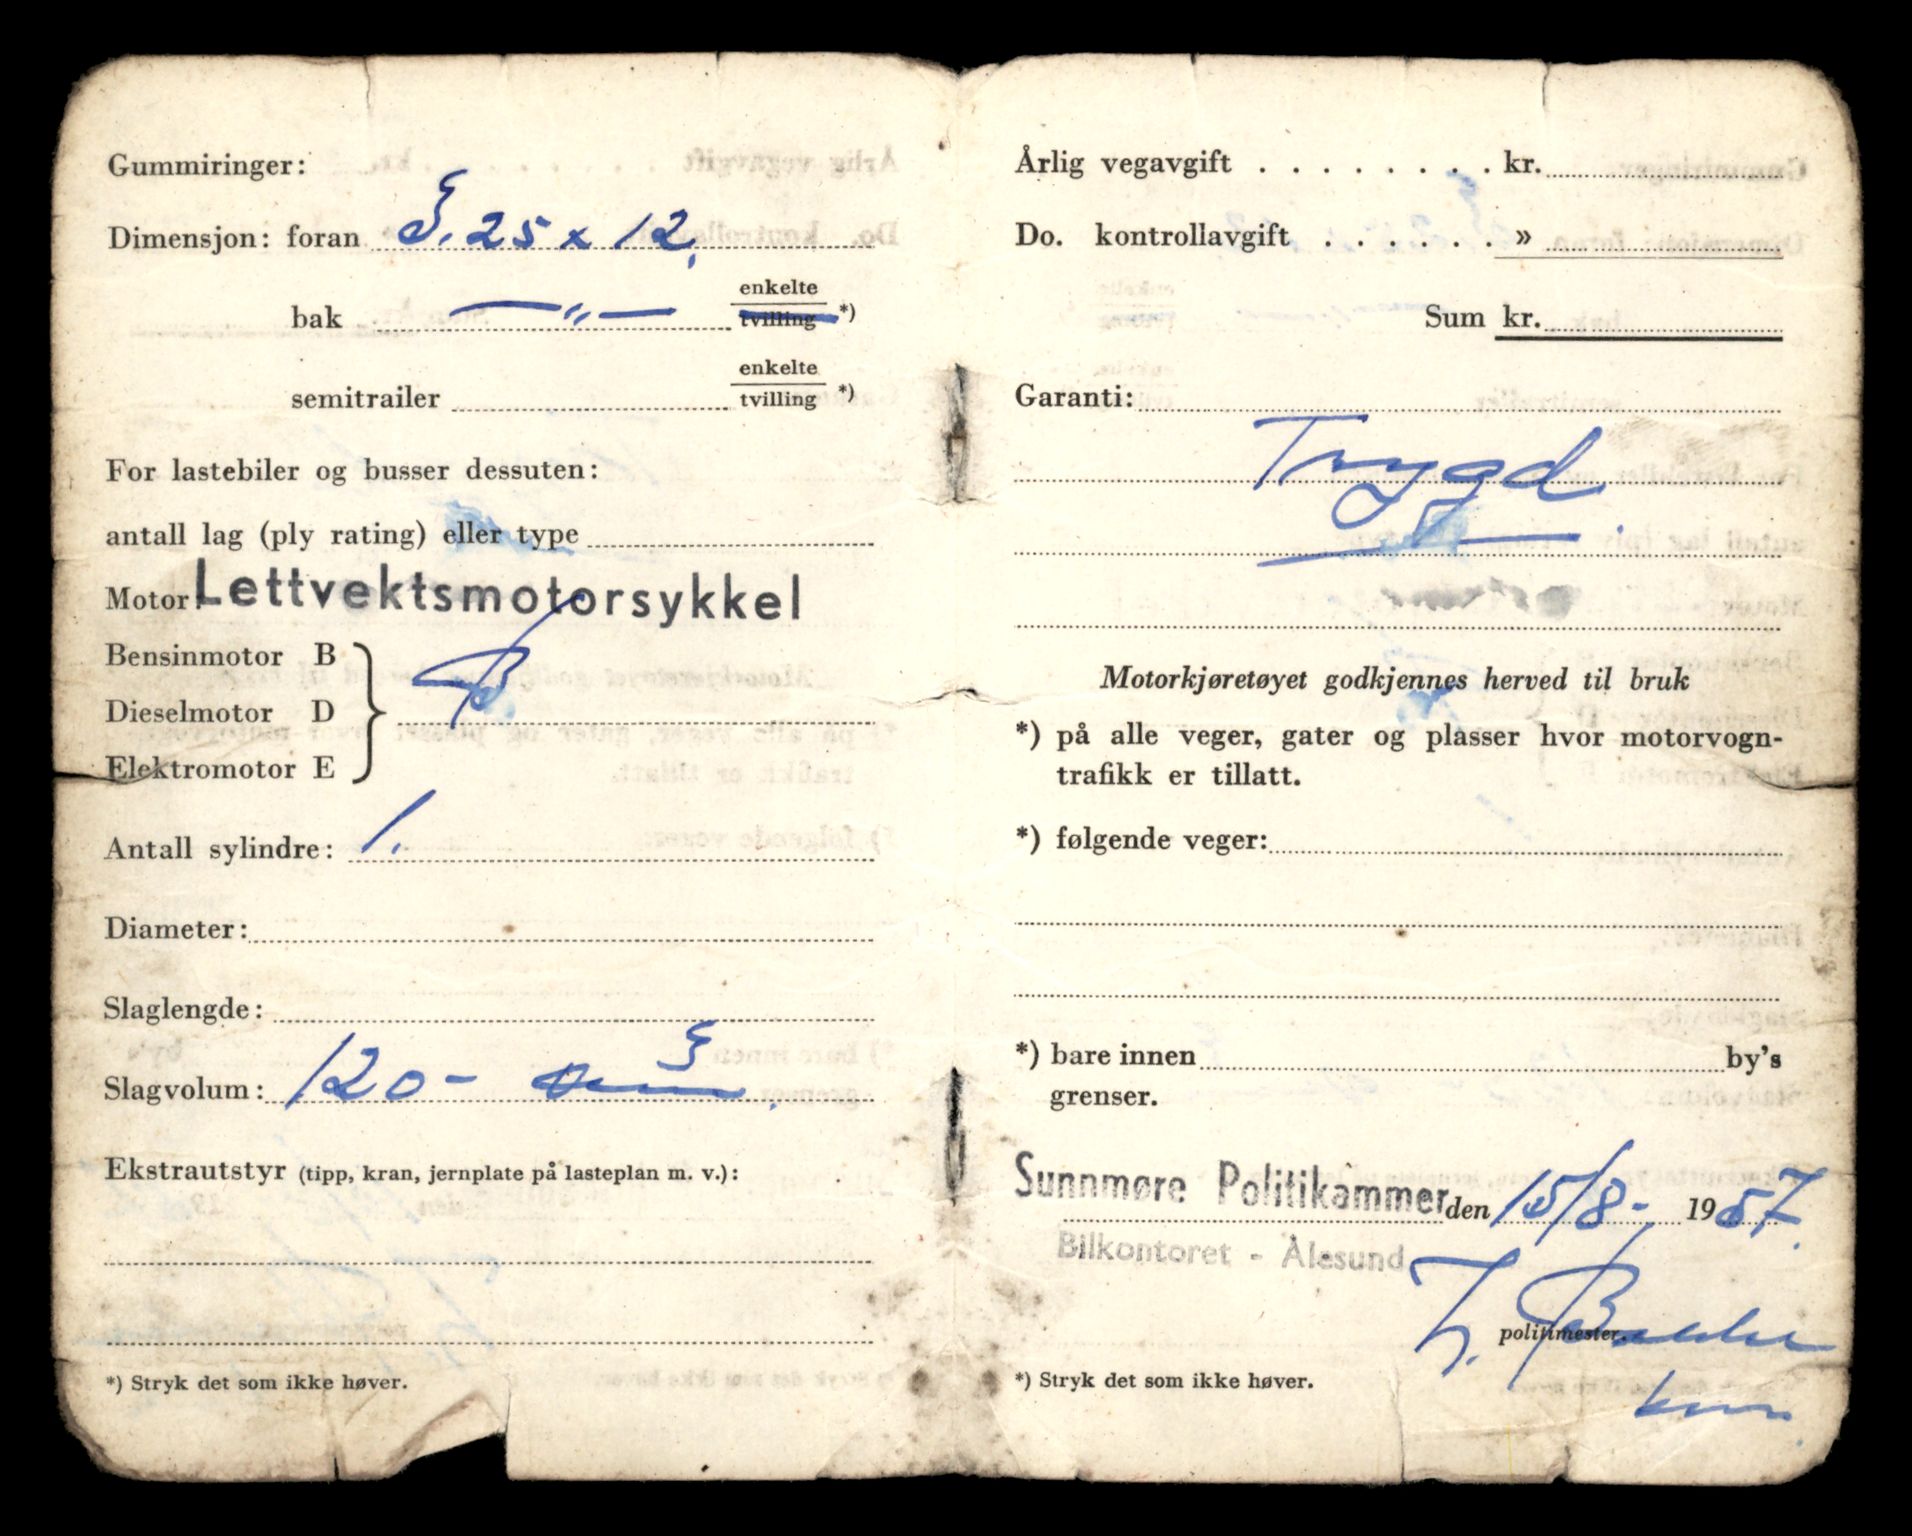 Gummiringer:
Dimensjon: foran 3.25 x 12.
bak —„— enkelte tvilling *)
semitrailer enkelte tvilling *)
For lastebiler og busser dessuten:
antall lag (ply rating) eller type
Motor: Lettvektsmotorsykkel
Bensinmotor B
Dieselmotor D
B
Elektromotor E
Antall sylindre: 1.
Diameter:
Slaglengde:
Slagvolum: 120- cm3.
Ekstrautstyr (tipp, kran, jernplate på lasteplan m. v.):
*) Stryk det som ikke høver.
Årlig vegavgift . . . . . . . . kr.
Do. kontrollavgift . . . . . . »
Sum kr.
Garanti:
Trygd
Motorkjøretøyet godkjennes herved til bruk
*) på alle veger, gater og plasser hvor motorvogn-
trafikk er tillatt.
*) følgende veger:
*) bare innen by's
grenser.
Sunnmøre Politikammer den 15/8- 1957.
Bilkontoret - Ålesund
politimester.
*) Stryk det som ikke høver.